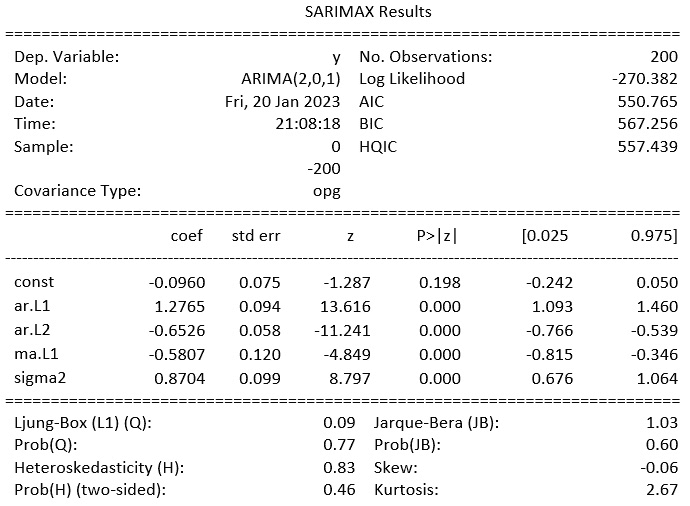 SARIMAX Results
==============================================================================
Dep. Variable: y No. Observations: 200
Model: ARIMA(2,0,1) Log Likelihood -270.382
Date: Fri, 20 Jan 2023 AIC 550.765
Time: 21:08:18 BIC 567.256
Sample: 0 HQIC 557.439
-200
Covariance Type: opg
==============================================================================
coef std err z P>|z| [0.025 0.975]
------------------------------------------------------------------------------
const -0.0960 0.075 -1.287 0.198 -0.242 0.050
ar.L1 1.2765 0.094 13.616 0.000 1.093 1.460
ar.L2 -0.6526 0.058 -11.241 0.000 -0.766 -0.539
ma.L1 -0.5807 0.120 -4.849 0.000 -0.815 -0.346
sigma2 0.8704 0.099 8.797 0.000 0.676 1.064
==============================================================================
Ljung-Box (L1) (Q): 0.09 Jarque-Bera (JB): 1.03
Prob(Q): 0.77 Prob(JB): 0.60
Heteroskedasticity (H): 0.83 Skew: -0.06
Prob(H) (two-sided): 0.46 Kurtosis: 2.67